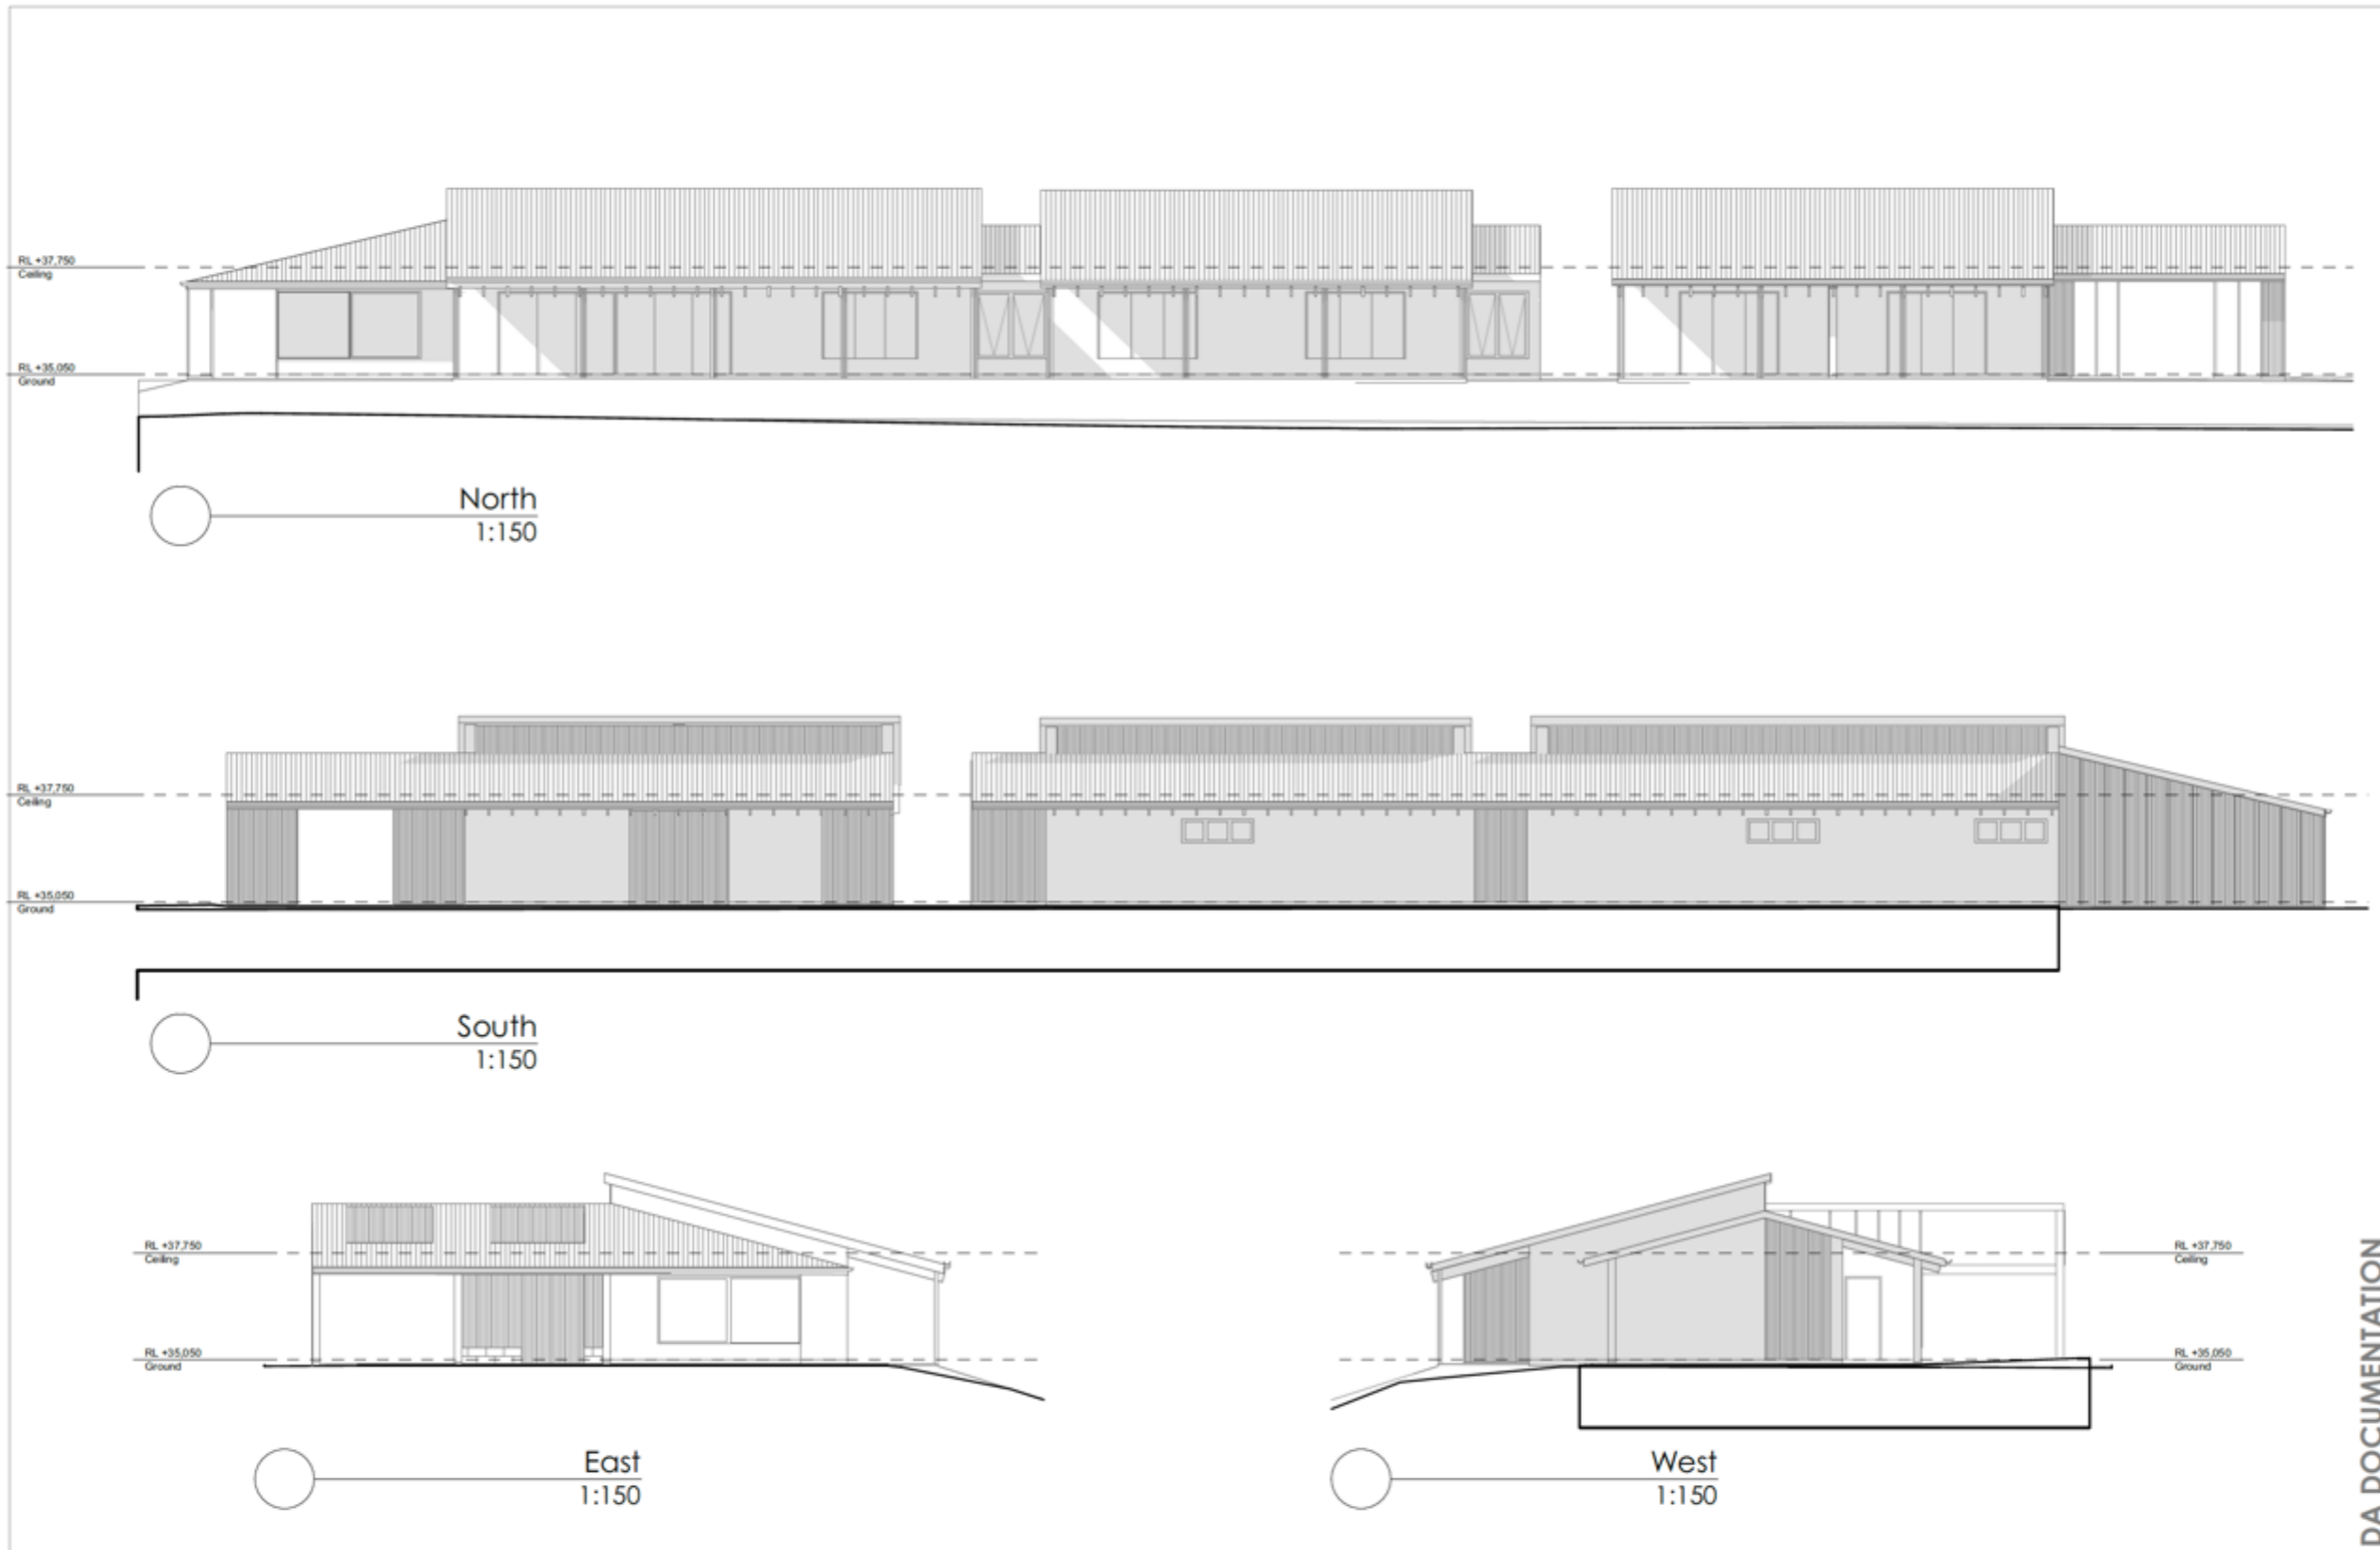 RL +37,750
Ceiling
RL +35,050
Ground
North
1:150
RL +37,750
Ceiling
RL +35,050
Ground
South
1:150
RL +37,750
Ceiling
RL +35,050
Ground
East
1:150
RL +37,750
Ceiling
RL +35,050
Ground
West
1:150
DA DOCUMENTATION